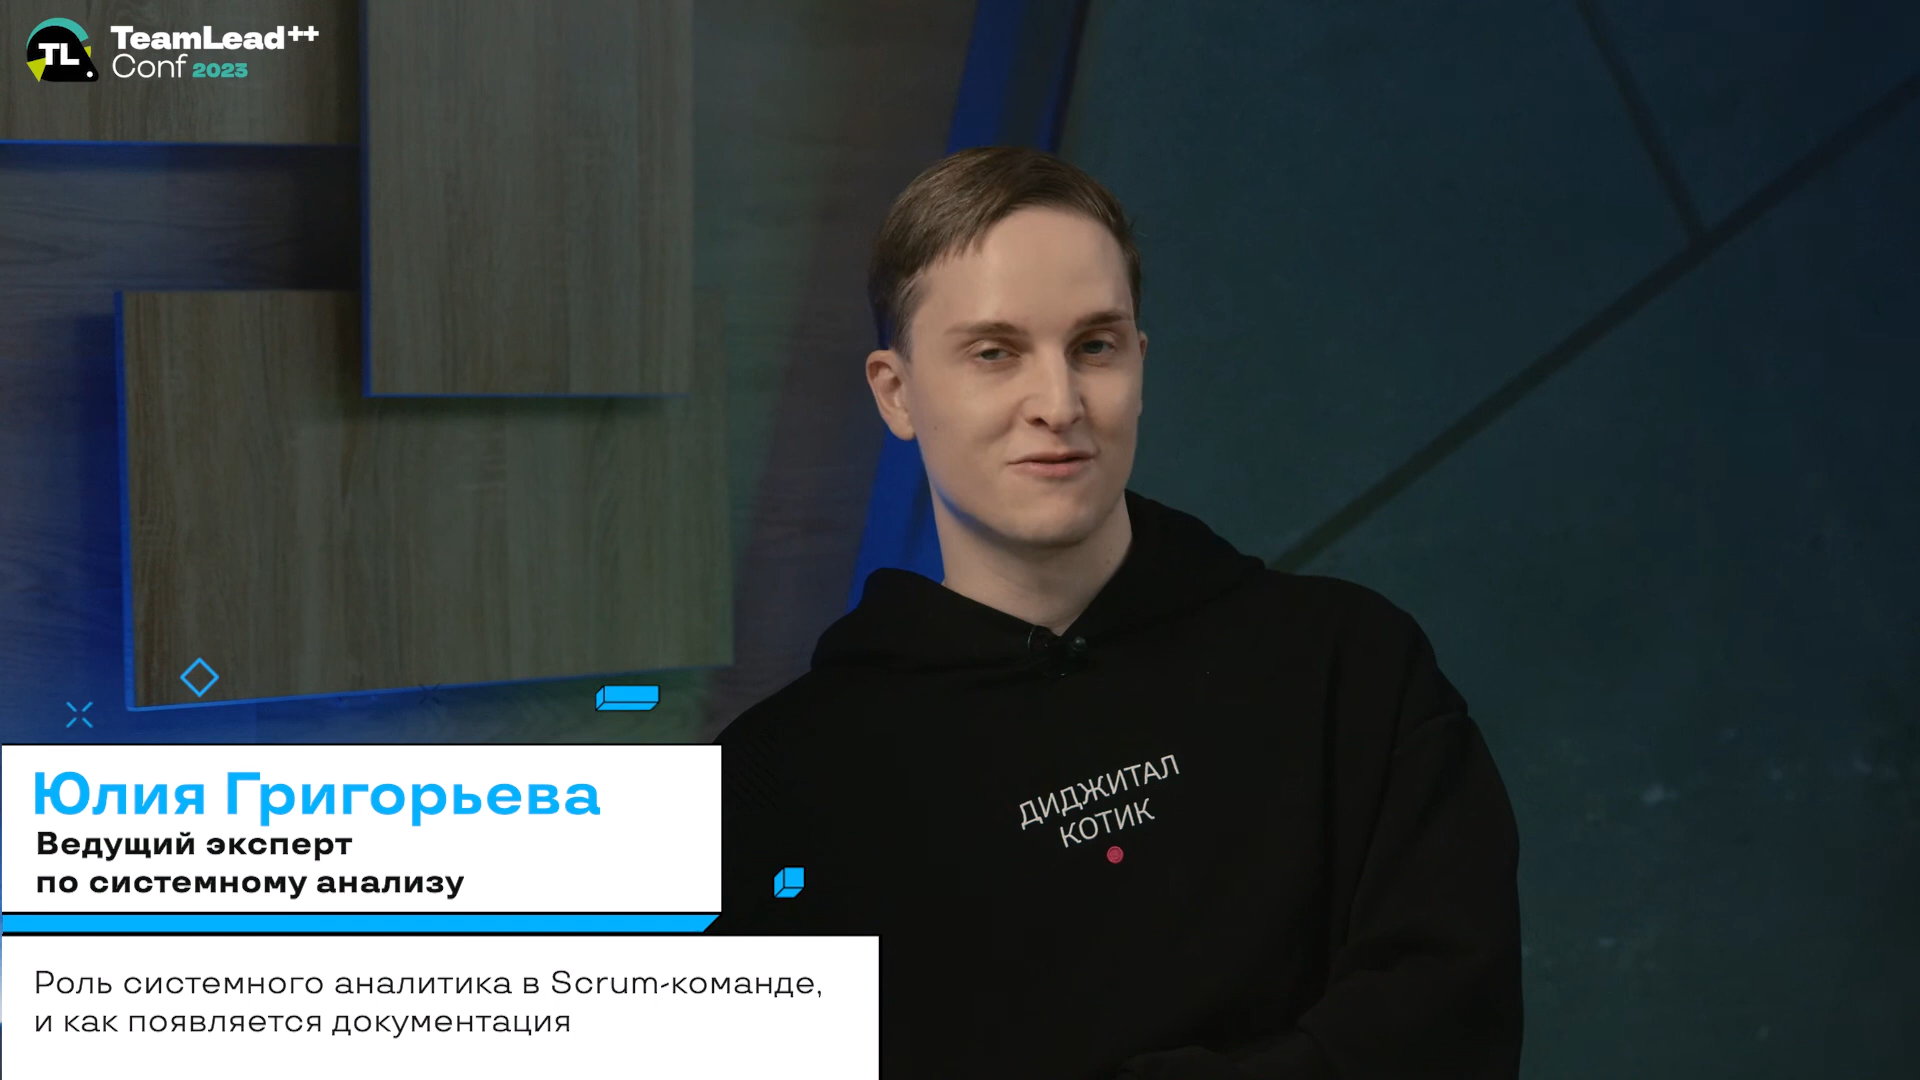 TL
TeamLead++
Conf 2023
ДИДЖИТАЛ
КОТИК
Юлия Григорьева
Ведущий эксперт
по системному анализу
Роль системного аналитика в Scrum-команде,
и как появляется документация